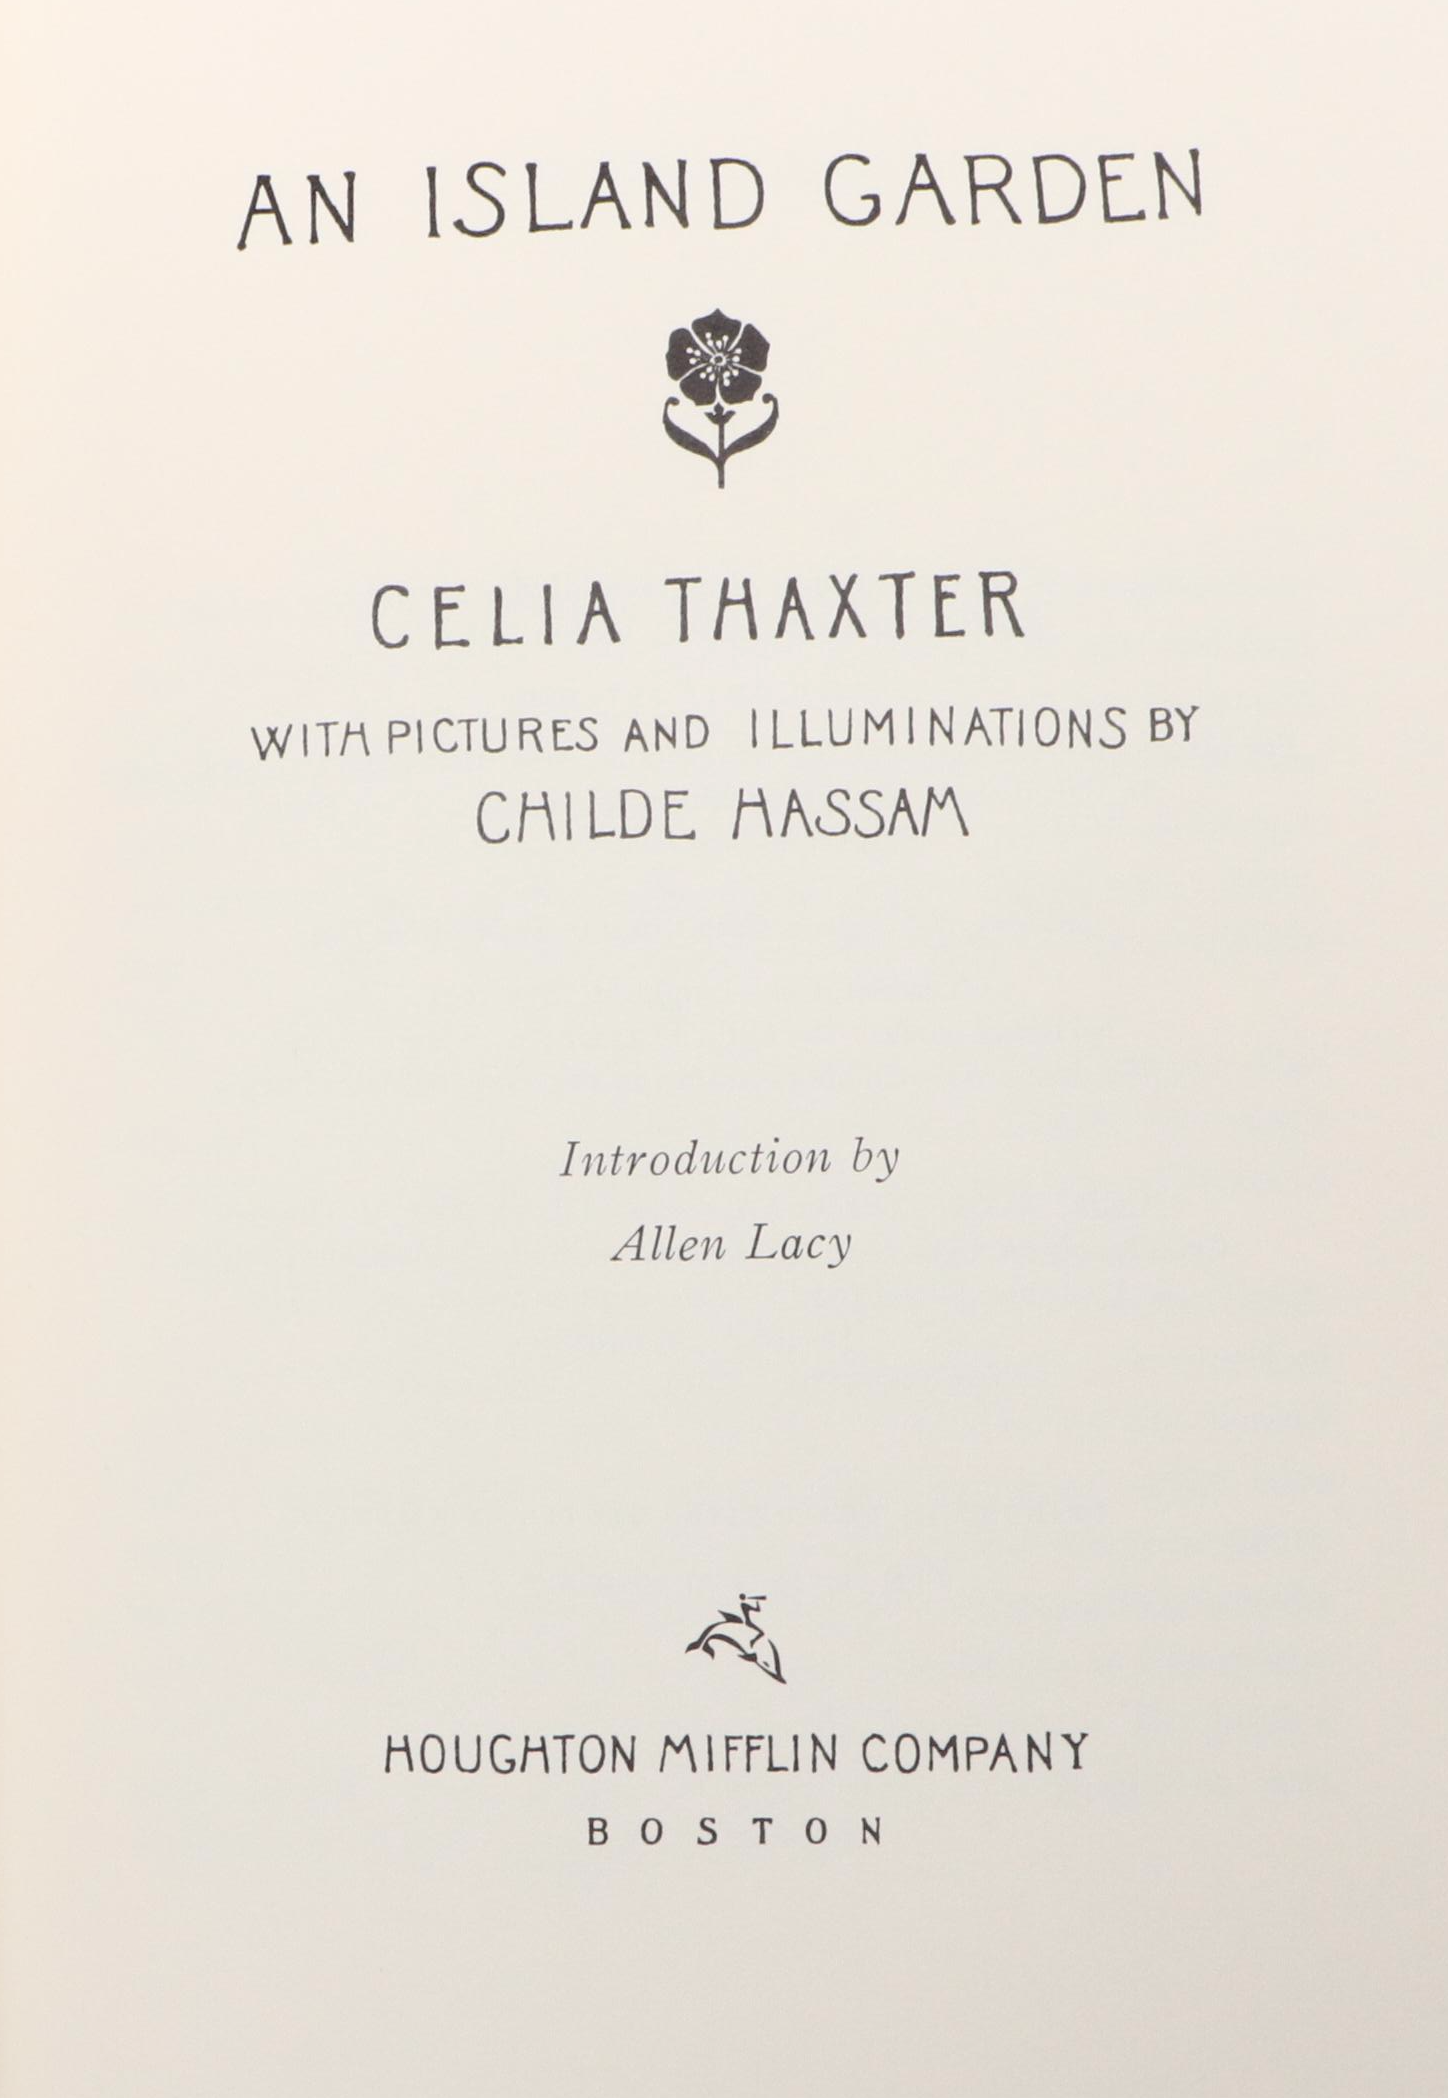 AN ISLAND GARDEN
CELIA THAXTER
WITH PICTURES AND ILLUMINATIONS BY
CHILDE HASSAM
Introduction by
Allen Lacy
HOUGHTON MIFFLIN COMPANY
BOSTON